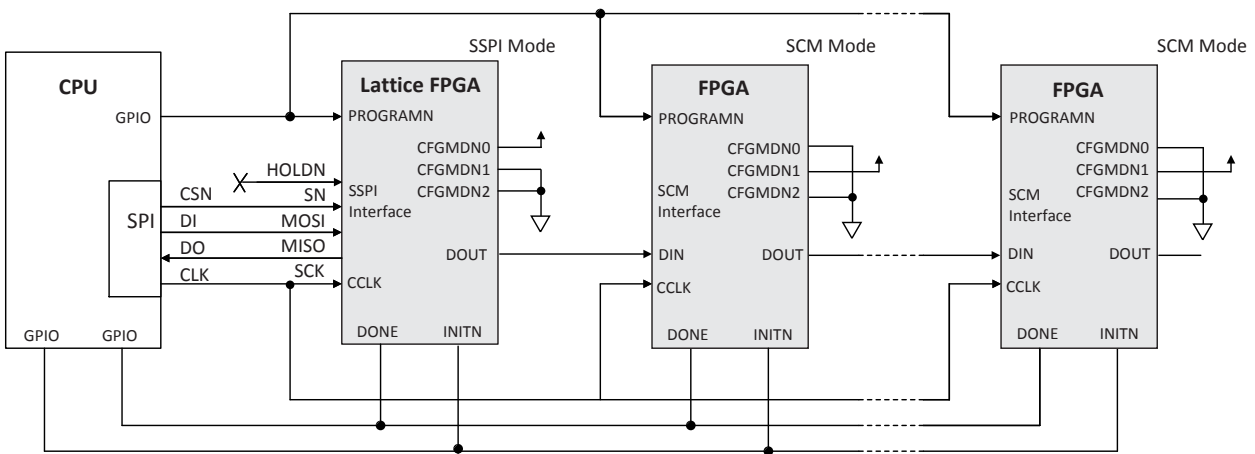 SSPI Mode
SCM Mode
SCM Mode
CPU
GPIO
SPI
CSN
DI
DO
CLK
HOLDN
SN
MOSI
MISO
SCK
GPIO
GPIO
Lattice FPGA
PROGRAMN
CFGMDN0
CFGMDN1
CFGMDN2
SSPI
Interface
DOUT
CCLK
DONE
INITN
FPGA
PROGRAMN
CFGMDN0
CFGMDN1
CFGMDN2
SCM
Interface
DIN
DOUT
CCLK
DONE
INITN
FPGA
PROGRAMN
CFGMDN0
CFGMDN1
CFGMDN2
SCM
Interface
DIN
DOUT
CCLK
DONE
INITN